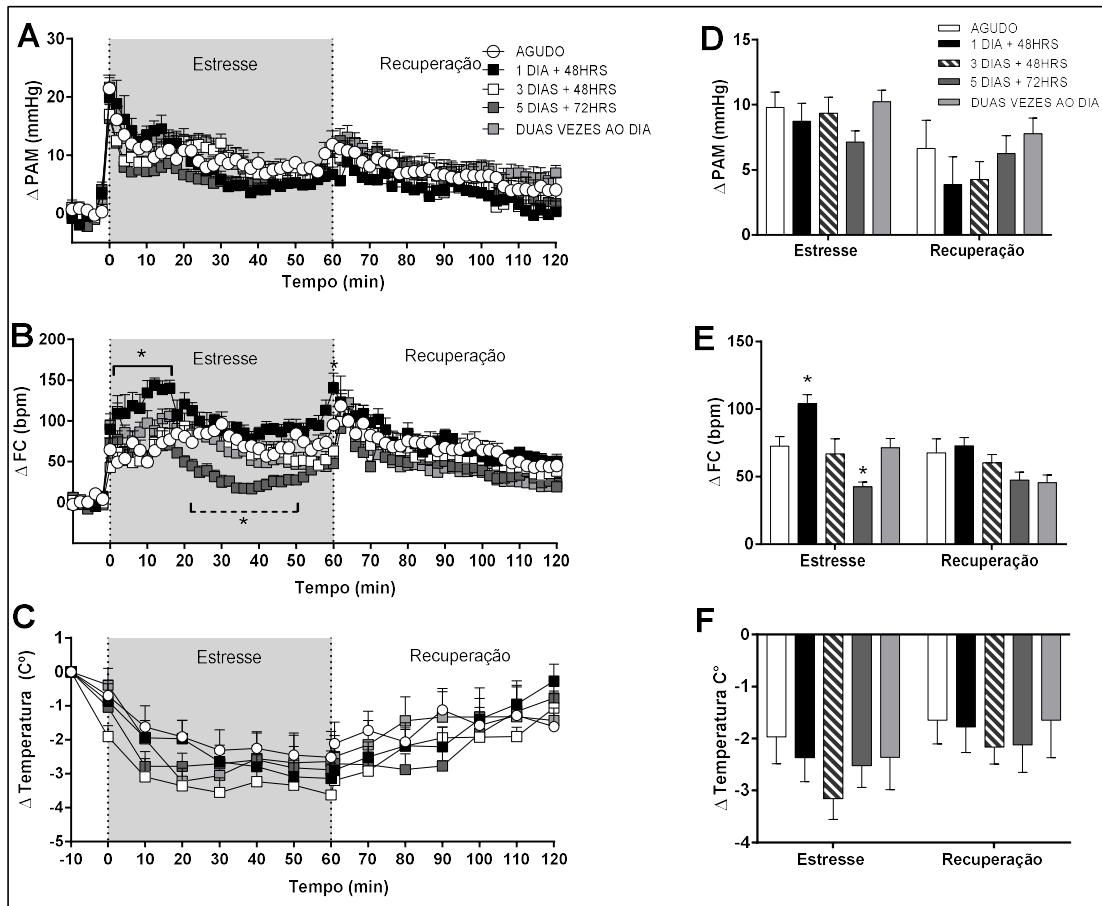 A
Δ PAM (mmHg)
30
20
10
0
Estresse
Recuperação
AGUDO
1 DIA + 48HRS
3 DIAS + 48HRS
5 DIAS + 72HRS
DUAS VEZES AO DIA
0 10 20 30 40 50 60 70 80 90 100 110 120
Tempo (min)
D
Δ PAM (mmHg)
15
10
5
0
AGUDO
1 DIA + 48HRS
3 DIAS + 48HRS
5 DIAS + 72HRS
DUAS VEZES AO DIA
Estresse Recuperação
B
Δ FC (bpm)
200
150
100
50
0
*
Estresse
*
Recuperação
*
0 10 20 30 40 50 60 70 80 90 100 110 120
Tempo (min)
E
Δ FC (bpm)
150
100
50
0
*
*
Estresse Recuperação
C
Δ Temperatura (Cº)
1
0
-1
-2
-3
-4
-5
Estresse
Recuperação
-10 0 10 20 30 40 50 60 70 80 90 100 110 120
Tempo (min)
F
Δ Temperatura C°
0
-1
-2
-4
Estresse Recuperação